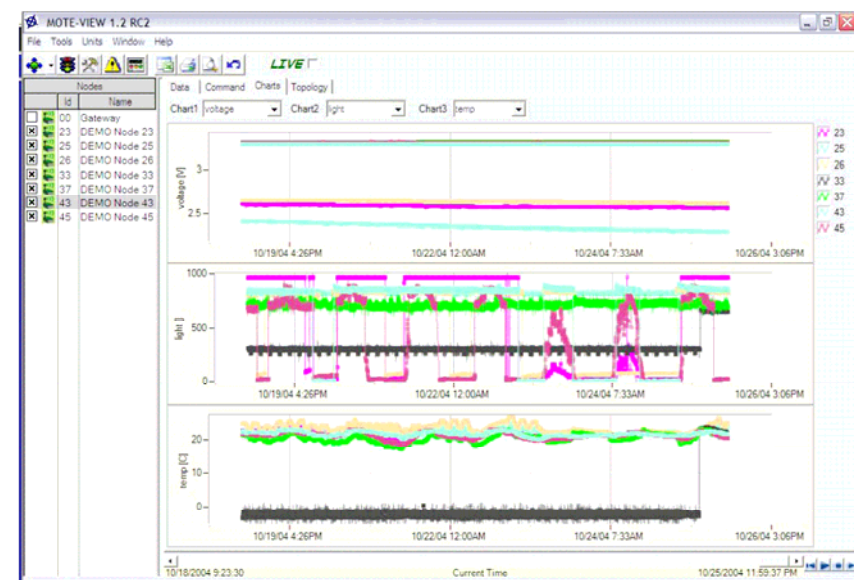 MOTE-VIEW 1.2 RC2
File Tools Units Window Help
LIVE
Nodes
Id Name
00 Gateway
23 DEMO Node 23
25 DEMO Node 25
26 DEMO Node 26
33 DEMO Node 33
37 DEMO Node 37
43 DEMO Node 43
45 DEMO Node 45
Data Command Charts Topology
Chart1 voltage Chart2 light Chart3 temp
voltage [V]
3
2.5
10/19/04 4:26PM 10/22/04 12:00AM 10/24/04 7:33AM 10/26/04 3:06PM
light ]
1000
500
0
10/19/04 4:26PM 10/22/04 12:00AM 10/24/04 7:33AM 10/26/04 3:06PM
temp [C]
20
10
0
10/19/04 4:26PM 10/22/04 12:00AM 10/24/04 7:33AM 10/26/04 3:06PM
23
25
26
33
37
43
45
10/18/2004 9:23:30 Current Time 10/25/2004 11:59:37 PM